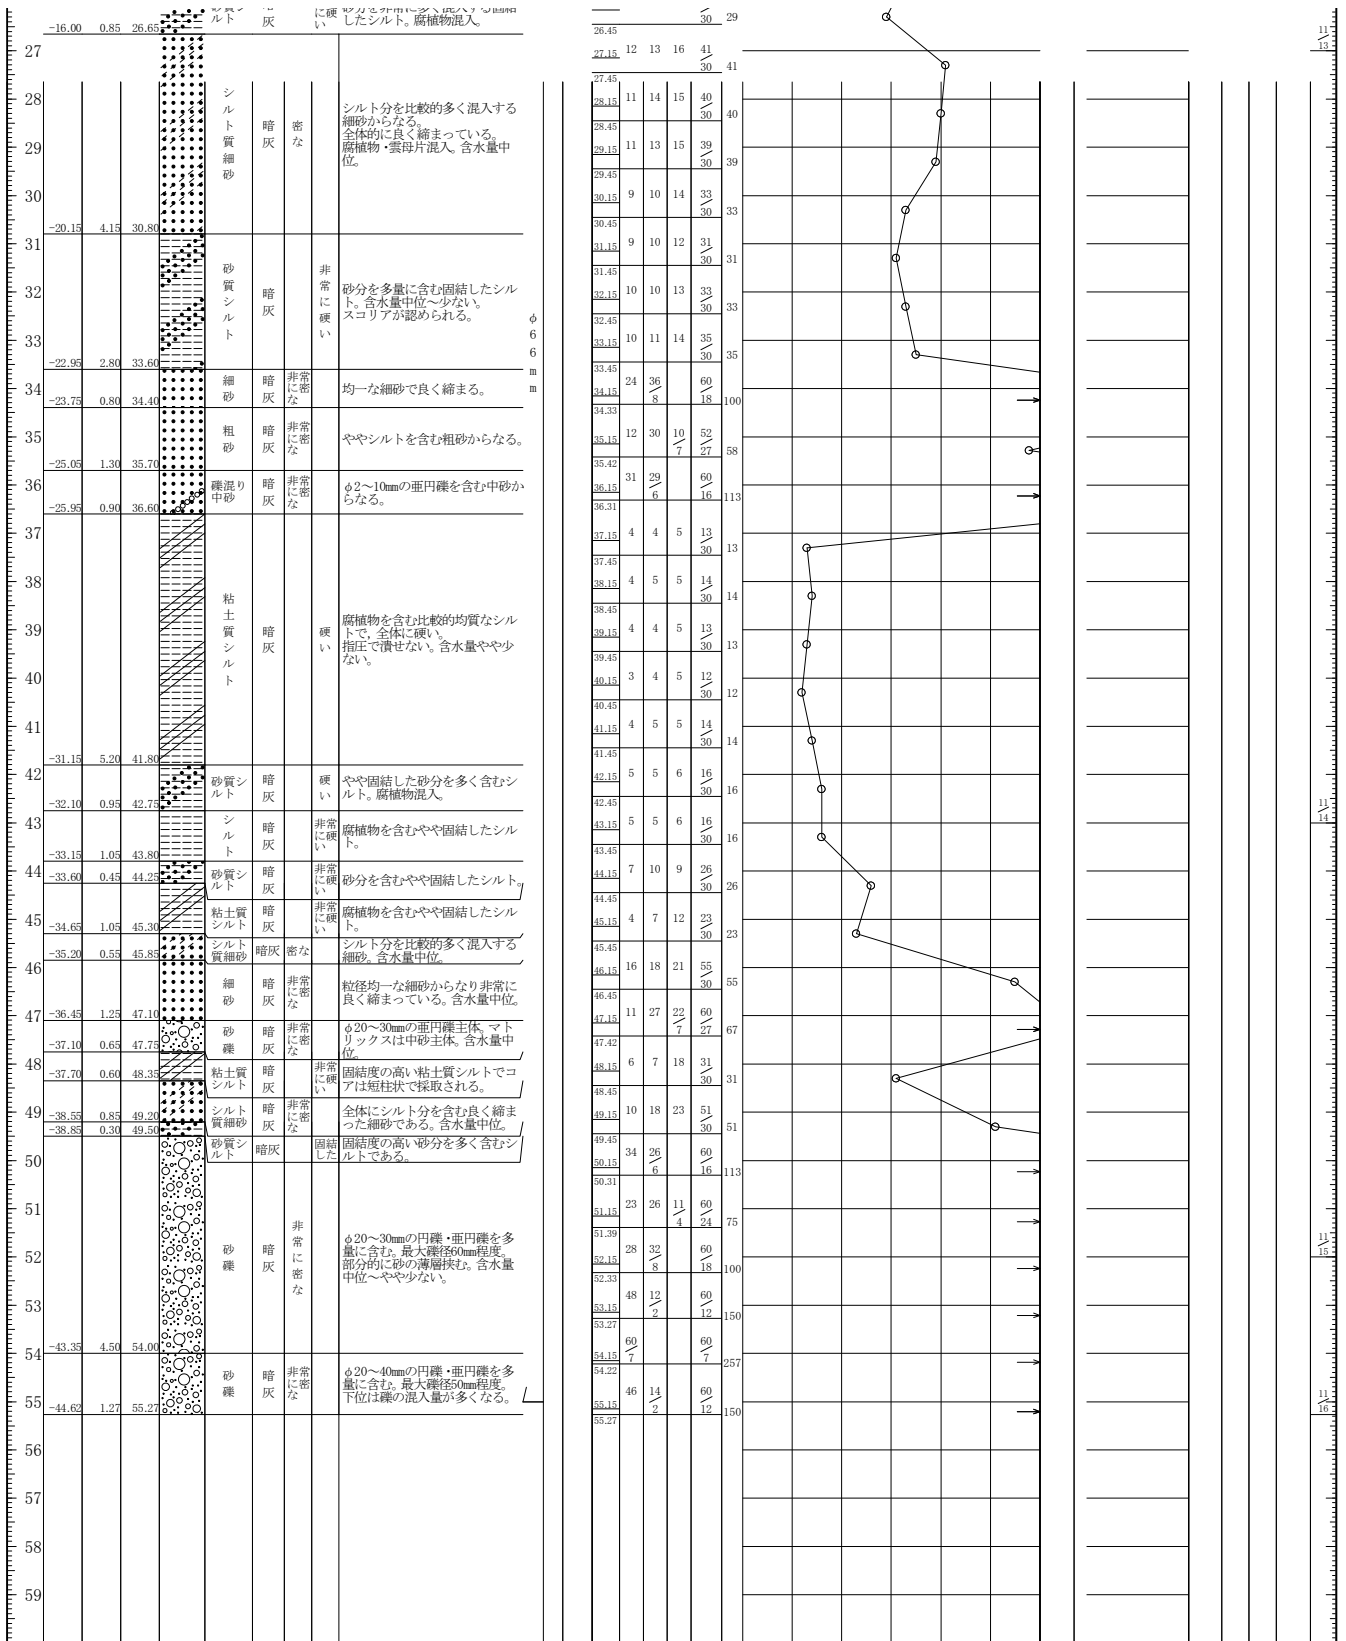 -16.00 0.85 26.65 砂質シルト 暗灰 に硬い 砂分を非常に多く混入する固結
したシルト。腐植物混入。
30 29
26.45
27
27.15 12 13 16 41/30 41
27.45
28
28.15 11 14 15 40/30 40
28.45
シルト質細砂 暗灰 密な
シルト分を比較的多く混入する
細砂からなる。
全体的に良く締まっている。
腐植物・雲母片混入。含水量中
位。
29
29.15 11 13 15 39/30 39
29.45
30
30.15 9 10 14 33/30 33
30.45
-20.15 4.15 30.80
31
31.15 9 10 12 31/30 31
31.45
砂質シルト 暗灰 非常に硬い
砂分を多量に含む固結したシル
ト。含水量中位～少ない。
スコリアが認められる。
φ66mm
32
32.15 10 10 13 33/30 33
32.45
33
33.15 10 11 14 35/30 35
33.45
-22.95 2.80 33.60
細砂 暗灰 非常に密な 均一な細砂で良く締まる。
34
34.15 24 36/8 60/18 100
34.33
-23.75 0.80 34.40
粗砂 暗灰 非常に密な ややシルトを含む粗砂からなる。
35
35.15 12 30 10/7 52/27 58
35.42
-25.05 1.30 35.70
礫混り中砂 暗灰 非常に密な
φ2～10mmの亜円礫を含む中砂か
らなる。
36
36.15 31 29/6 60/16 113
36.31
-25.95 0.90 36.60
37
37.15 4 4 5 13/30 13
37.45
38
38.15 4 5 5 14/30 14
38.45
粘土質シルト 暗灰 硬い
腐植物を含む比較的均質なシル
トで，全体に硬い。
指圧で潰せない。含水量やや少
ない。
39
39.15 4 4 5 13/30 13
39.45
40
40.15 3 4 5 12/30 12
40.45
41
41.15 4 5 5 14/30 14
41.45
-31.15 5.20 41.80
砂質シルト 暗灰 硬い
やや固結した砂分を多く含むシ
ルト。腐植物混入。
42
42.15 5 5 6 16/30 16
42.45
-32.10 0.95 42.75
シルト 暗灰 非常に硬い
腐植物を含むやや固結したシル
ト。
43
43.15 5 5 6 16/30 16
43.45
-33.15 1.05 43.80
砂質シルト 暗灰 非常に硬い 砂分を含むやや固結したシルト。
44
44.15 7 10 9 26/30 26
44.45
-33.60 0.45 44.25
粘土質シルト 暗灰 非常に硬い
腐植物を含むやや固結したシル
ト。
45
45.15 4 7 12 23/30 23
45.45
-34.65 1.05 45.30
シルト質細砂 暗灰 密な
シルト分を比較的多く混入する
細砂。含水量中位。
-35.20 0.55 45.85
46
46.15 16 18 21 55/30 55
46.45
細砂 暗灰 非常に密な
粒径均一な細砂からなり非常に
良く締まっている。含水量中位。
-36.45 1.25 47.10
47
47.15 11 27 22/7 60/27 67
47.42
砂礫 暗灰 非常に密な
φ20～30mmの亜円礫主体。マト
リックスは中砂主体。含水量中
位。
-37.10 0.65 47.75
48
48.15 6 7 18 31/30 31
48.45
粘土質シルト 暗灰 非常に硬い
固結度の高い粘土質シルトでコ
アは短柱状で採取される。
-37.70 0.60 48.35
シルト質細砂 暗灰 非常に密な
全体にシルト分を含む良く締ま
った細砂である。含水量中位。
49
49.15 10 18 23 51/30 51
49.45
-38.55 0.85 49.20
-38.85 0.30 49.50
砂質シルト 暗灰 固結した
固結度の高い砂分を多く含むシ
ルトである。
50
50.15 34 26/6 60/16 113
50.31
51
51.15 23 26 11/4 60/24 75
51.39
砂礫 暗灰 非常に密な
φ20～30mmの円礫・亜円礫を多
量に含む。最大礫径60mm程度。
部分的に砂の薄層挟む。含水量
中位～やや少ない。
52
52.15 28 32/8 60/18 100
52.33
53
53.15 48 12/2 60/12 150
53.27
-43.35 4.50 54.00
54
54.15 60/7 60/7 257
54.22
砂礫 暗灰 非常に密な
φ20～40mmの円礫・亜円礫を多
量に含む。最大礫径50mm程度。
下位は礫の混入量が多くなる。
55
55.15 46 14/2 60/12 150
55.27
-44.62 1.27 55.27
56
57
58
59
11/13
11/14
11/15
11/16